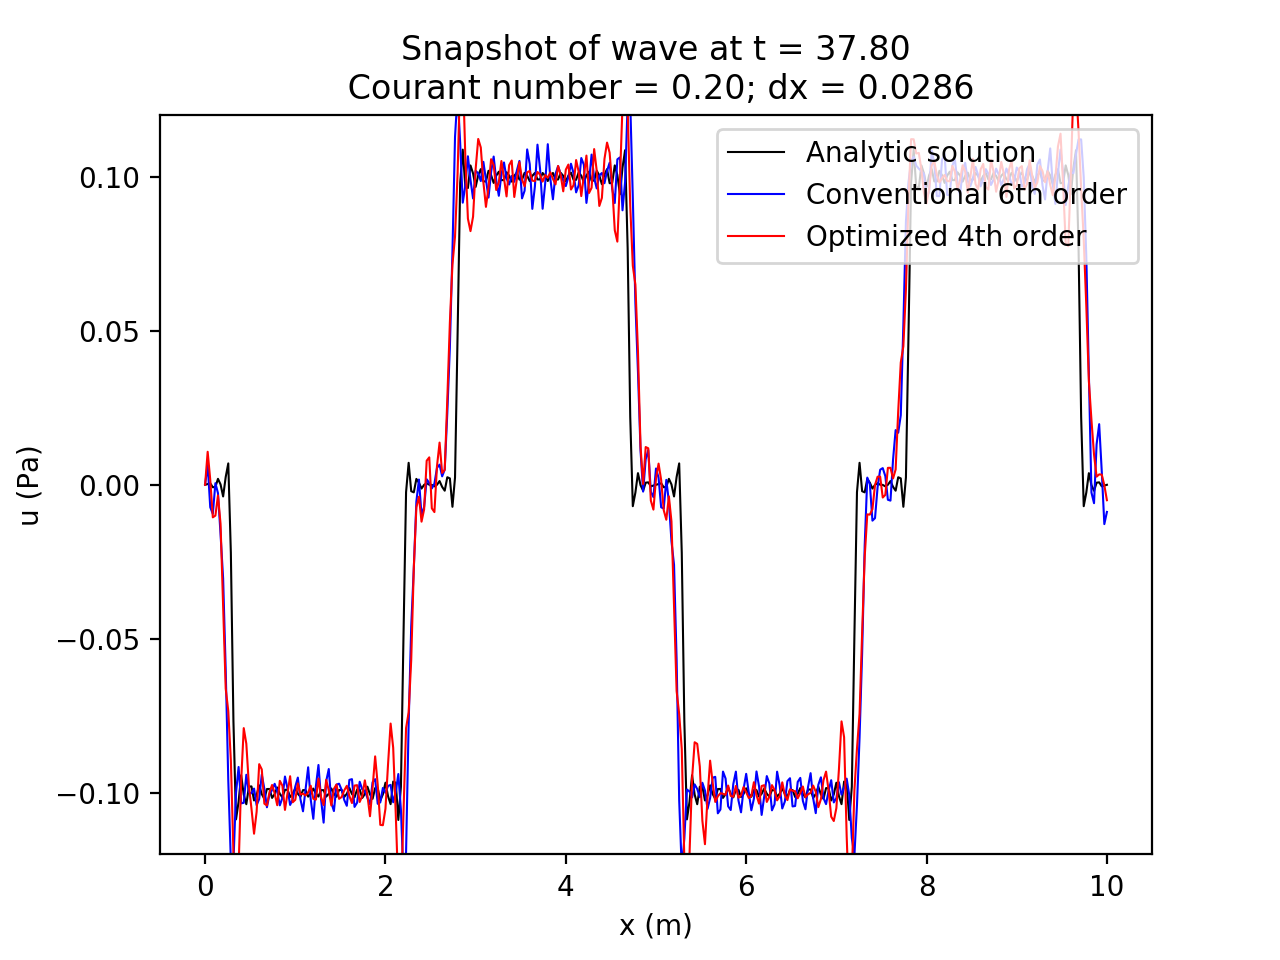 Snapshot of wave at t = 37.80
Courant number = 0.20; dx = 0.0286
Analytic solution
Conventional 6th order
Optimized 4th order
0.10
0.05
0.00
−0.05
−0.10
u (Pa)
0 2 4 6 8 10
x (m)